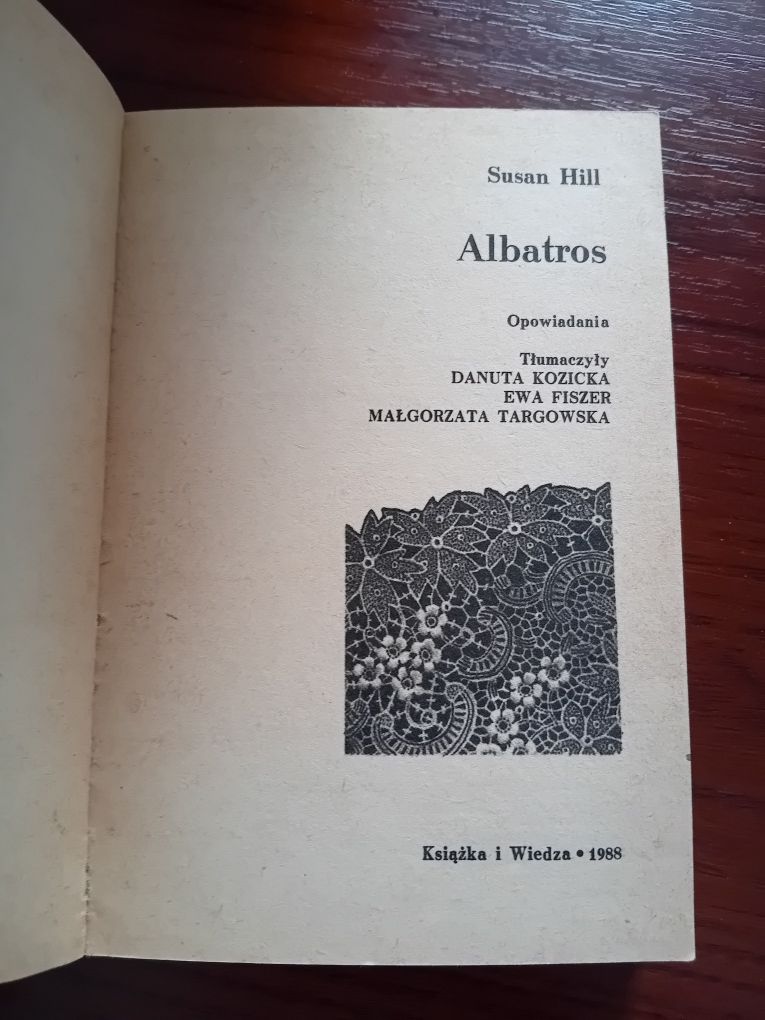 Susan Hill
Albatros
Opowiadania
Tłumaczyły
DANUTA KOZICKA
EWA FISZER
MAŁGORZATA TARGOWSKA
Książka i Wiedza • 1988